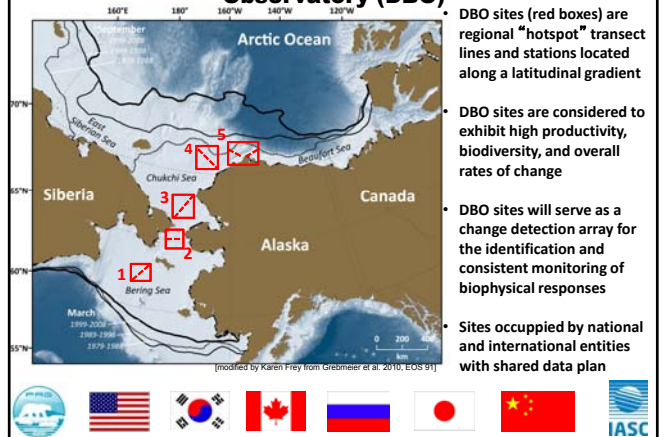 Observatory (DBO)
160°E
180°
160°W
140°W
120°W
Arctic Ocean
September
1999-2008
1979-1988
70°N
East
Siberian Sea
Beaufort Sea
Chukchi Sea
65°N
Siberia
Canada
Alaska
60°N
Bering Sea
55°N
March
1999-2008
1989-1998
1979-1988
1
2
3
4
5
0 200 400
km
[modified by Karen Frey from Grebmeier et al. 2010, EOS 91]
• DBO sites (red boxes) are
regional “hotspot” transect
lines and stations located
along a latitudinal gradient
• DBO sites are considered to
exhibit high productivity,
biodiversity, and overall
rates of change
• DBO sites will serve as a
change detection array for
the identification and
consistent monitoring of
biophysical responses
• Sites occuppied by national
and international entities
with shared data plan
PAG
IASC